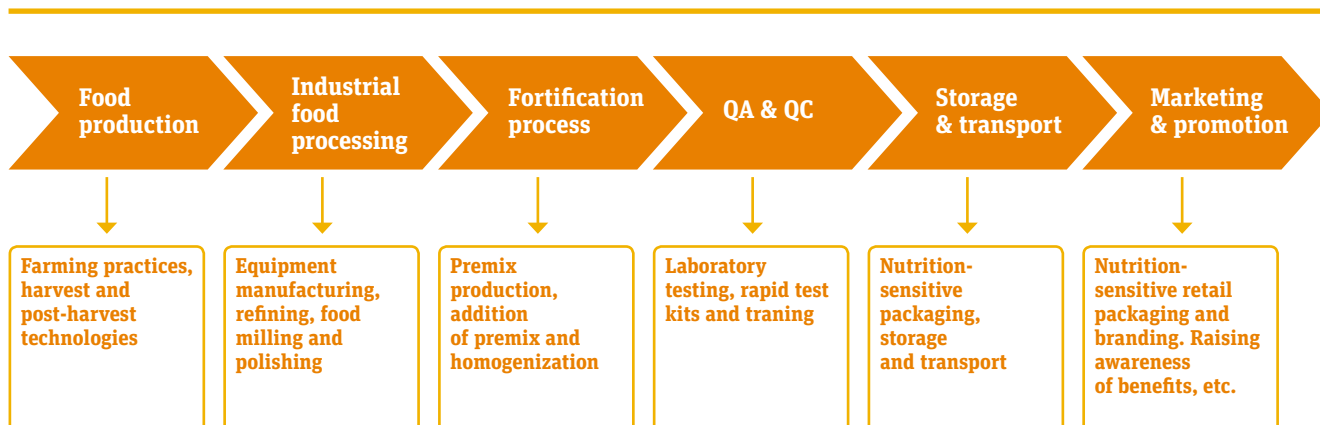 Food
production
Industrial
food
processing
Fortification
process
QA & QC
Storage
& transport
Marketing
& promotion
Farming practices,
harvest and
post-harvest
technologies
Equipment
manufacturing,
refining, food
milling and
polishing
Premix
production,
addition
of premix and
homogenization
Laboratory
testing, rapid test
kits and traning
Nutrition-
sensitive
packaging,
storage
and transport
Nutrition-
sensitive retail
packaging and
branding. Raising
awareness
of benefits, etc.